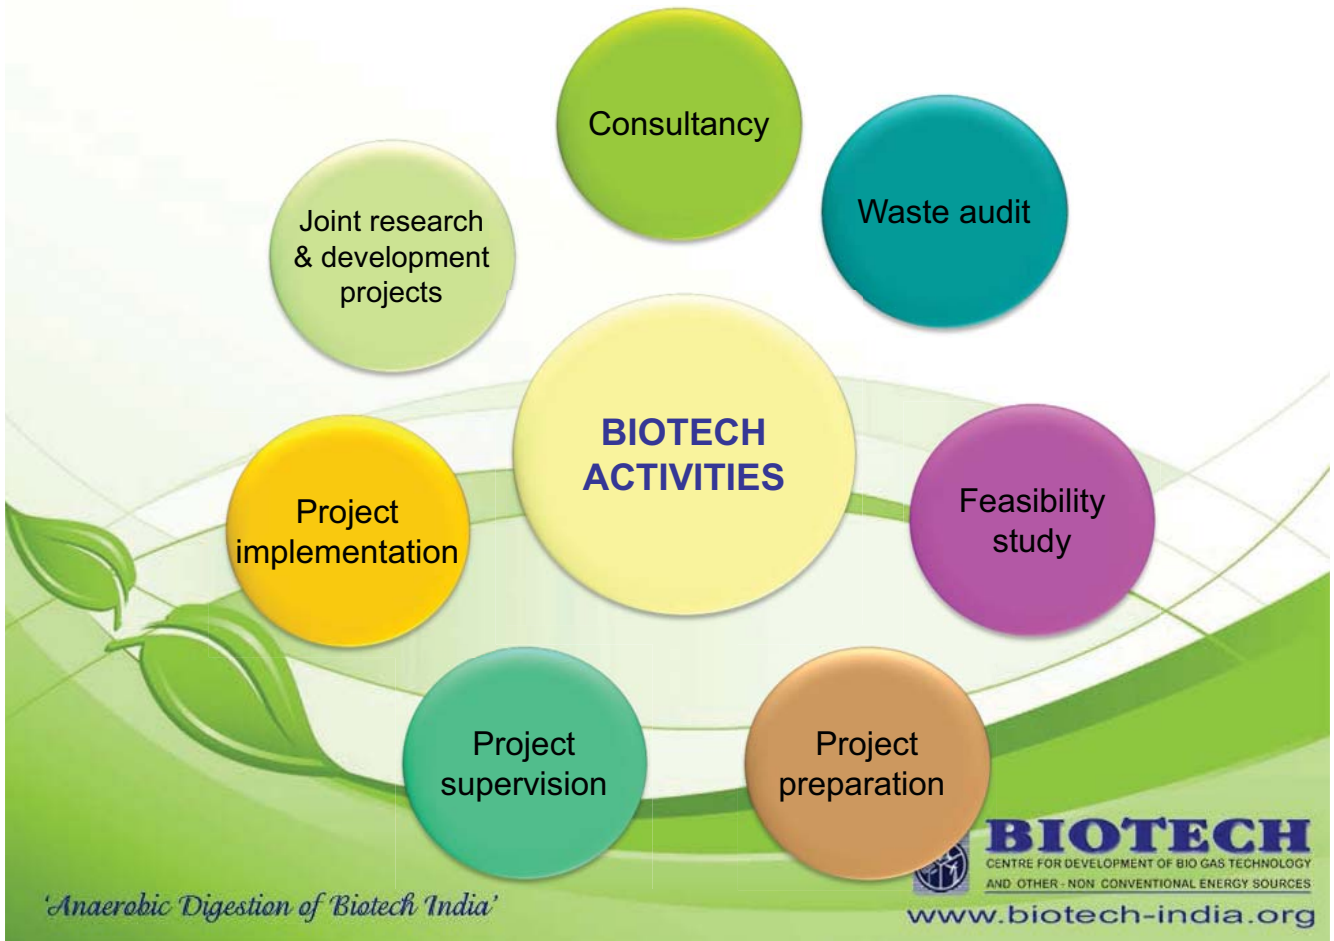 Consultancy
Waste audit
Joint research
& development
projects
BIOTECH
ACTIVITIES
Feasibility
study
Project
implementation
Project
supervision
Project
preparation
BIOTECH
CENTRE FOR DEVELOPMENT OF BIO GAS TECHNOLOGY
AND OTHER - NON CONVENTIONAL ENERGY SOURCES
'Anaerobic Digestion of Biotech India'
www.biotech-india.org